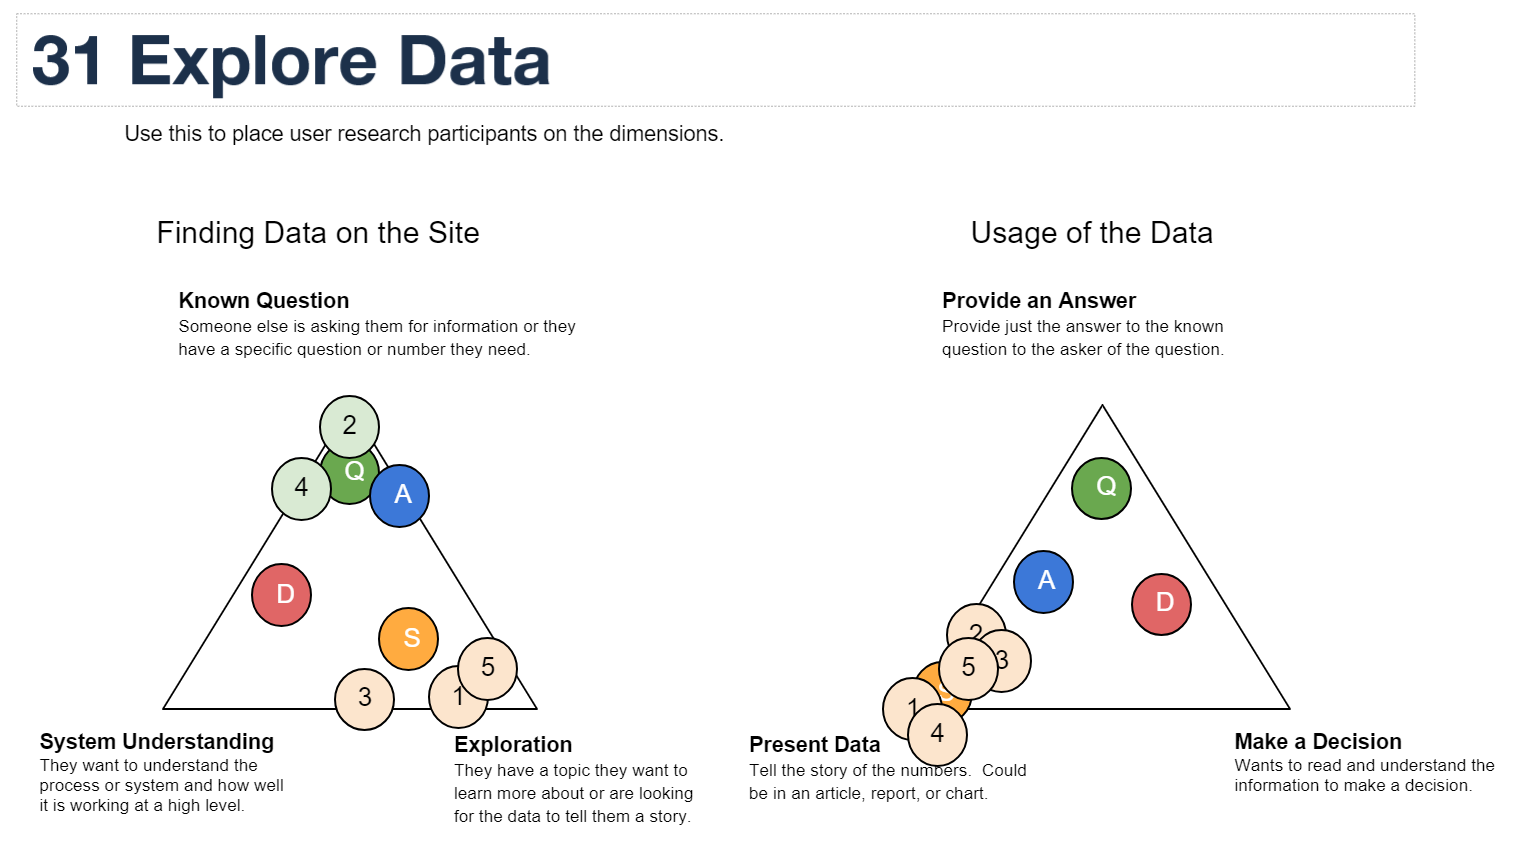 31 Explore Data
Use this to place user research participants on the dimensions.
Finding Data on the Site
Known Question
Someone else is asking them for information or they
have a specific question or number they need.
2
Q
4
A
D
S
5
3
1
System Understanding
They want to understand the
process or system and how well
it is working at a high level.
Exploration
They have a topic they want to
learn more about or are looking
for the data to tell them a story.
Usage of the Data
Provide an Answer
Provide just the answer to the known
question to the asker of the question.
Q
A
D
2
3
5
1
4
Present Data
Tell the story of the numbers.  Could
be in an article, report, or chart.
Make a Decision
Wants to read and understand the
information to make a decision.